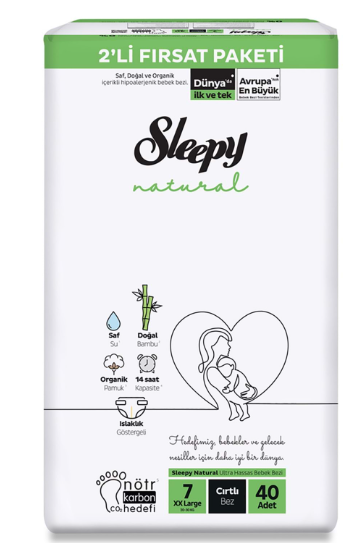 2'Lİ FIRSAT PAKETİ
Saf, Doğal ve Organik
içerikli hipoalerjenik bebek bezi.
Dünya'da
ilk ve tek
Avrupa'nın
En Büyük
Sleepy
natural
Saf
Su
Doğal
Bambu
Organik
Pamuk
14 saat
Kapasite
Islaklık
Göstergeli
Hedefimiz, bebekler ve gelecek
nesiller için daha iyi bir dünya.
nötr
karbon
CO₂ hedefi
Sleepy Natural Ultra Hassas Bebek Bezi
7
XX Large
Cırtlı
Bez
40
Adet